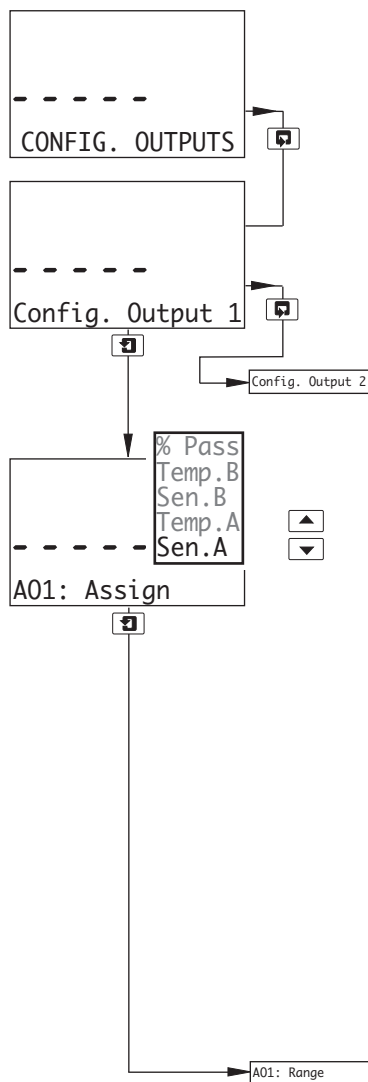 - - - - -
CONFIG. OUTPUTS
- - - - -
Config. Output 1
Config. Output 2
% Pass
Temp.B
Sen.B
Temp.A
- - - - - Sen.A
AO1: Assign
AO1: Range